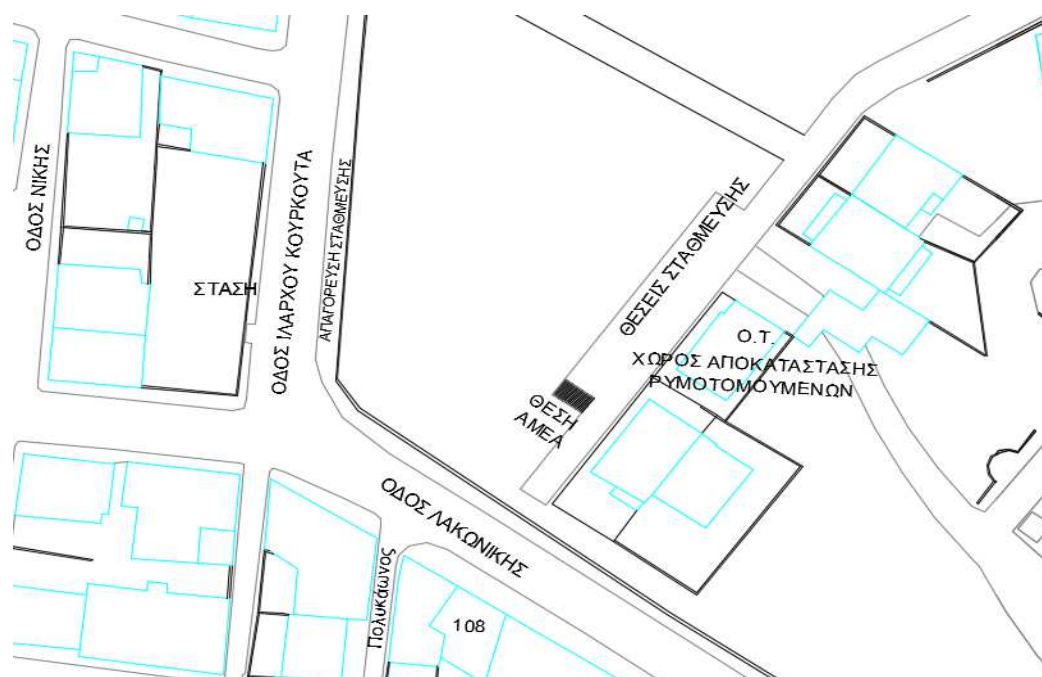 ΟΔΟΣ ΝΙΚΗΣ
ΣΤΑΣΗ
ΟΔΟΣ ΙΛΑΡΧΟΥ ΚΟΥΡΚΟΥΤΑ
ΑΠΑΓΟΡΕΥΣΗ ΣΤΑΘΜΕΥΣΗΣ
ΘΕΣΕΙΣ ΣΤΑΘΜΕΥΣΗΣ
Ο.Τ.
ΧΩΡΟΣ ΑΠΟΚΑΤΑΣΤΑΣΗΣ
ΡΥΜΟΤΟΜΟΥΜΕΝΩΝ
ΘΕΣΗ
ΑΜΕΑ
ΟΔΟΣ ΛΑΚΩΝΙΚΗΣ
Πολυκάωνος
108